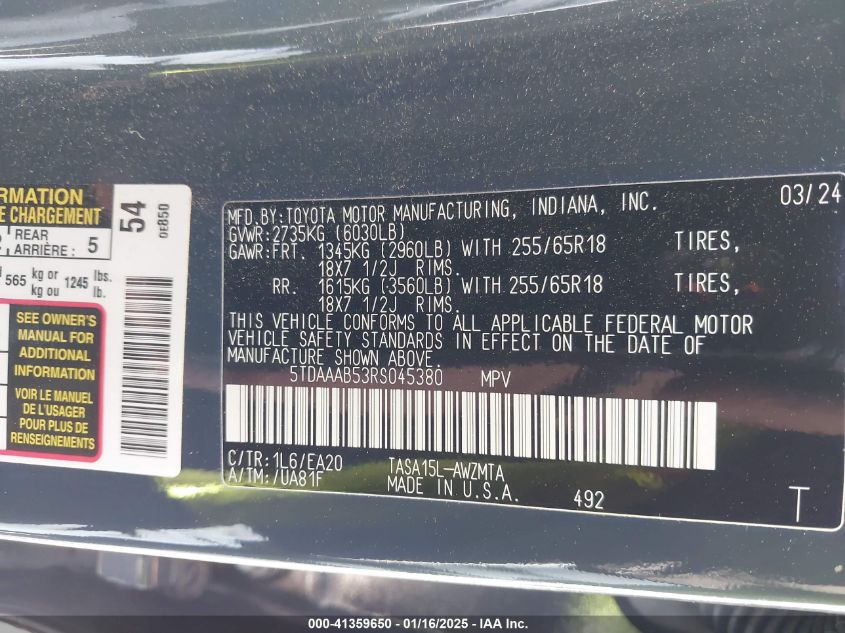 RMATION
E CHARGEMENT
REAR
ARRIÈRE: 5
565 kg or 1245 lbs.
kg ou lb.
SEE OWNER'S
MANUAL FOR
ADDITIONAL
INFORMATION
VOIR LE MANUEL
DE L'USAGER
POUR PLUS DE
RENSEIGNEMENTS
54
0E850
03/24
MFD.BY:TOYOTA MOTOR MANUFACTURING, INDIANA, INC.
GVWR:2735KG (6030LB)
GAWR:FRT. 1345KG (2960LB) WITH 255/65R18 TIRES,
18X7 1/2J RIMS.
RR. 1615KG (3560LB) WITH 255/65R18 TIRES,
18X7 1/2J RIMS.
THIS VEHICLE CONFORMS TO ALL APPLICABLE FEDERAL MOTOR
VEHICLE SAFETY STANDARDS IN EFFECT ON THE DATE OF
MANUFACTURE SHOWN ABOVE.
5TDAAAB53RS045380 MPV
C/TR:1L6/EA20 TASA15L-AWZMTA
A/TM:/UA81F MADE IN U.S.A. 492 T
000-41359650 - 01/16/2025 - IAA Inc.